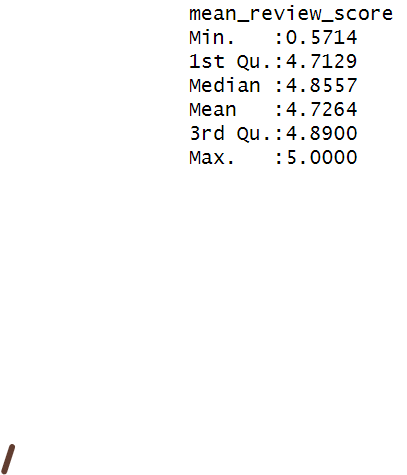 mean_review_score
Min.   :0.5714
1st Qu.:4.7129
Median :4.8557
Mean   :4.7264
3rd Qu.:4.8900
Max.   :5.0000